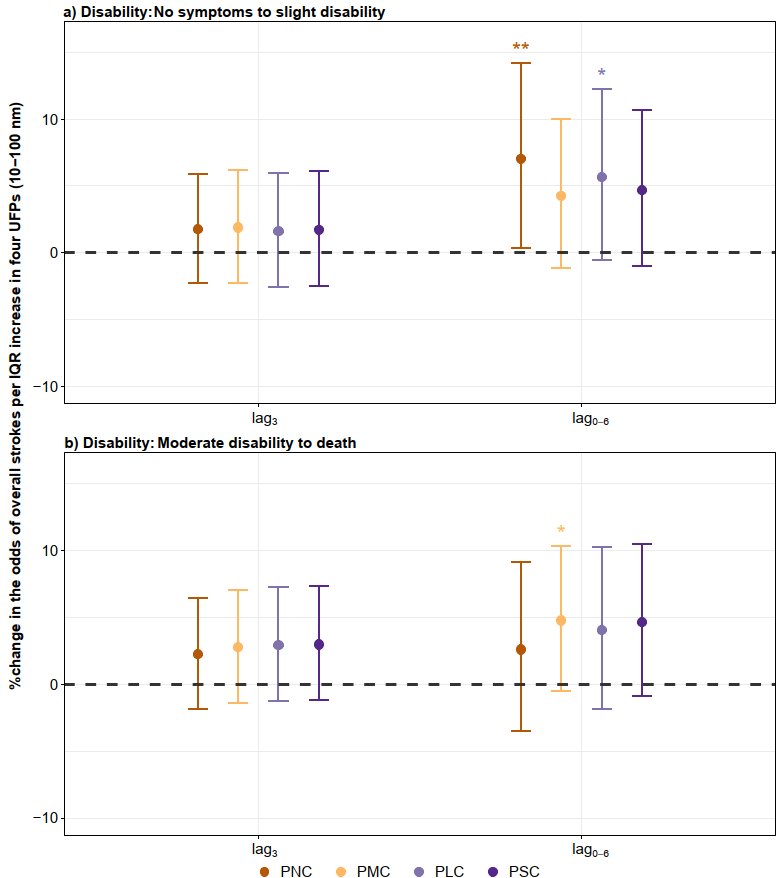 a) Disability: No symptoms to slight disability
**
*
10
0
−10
lag₃
lag₀₋₆
%change in the odds of overall strokes per IQR increase in four UFPs (10−100 nm)
b) Disability: Moderate disability to death
*
10
0
−10
lag₃
lag₀₋₆
PNC PMC PLC PSC